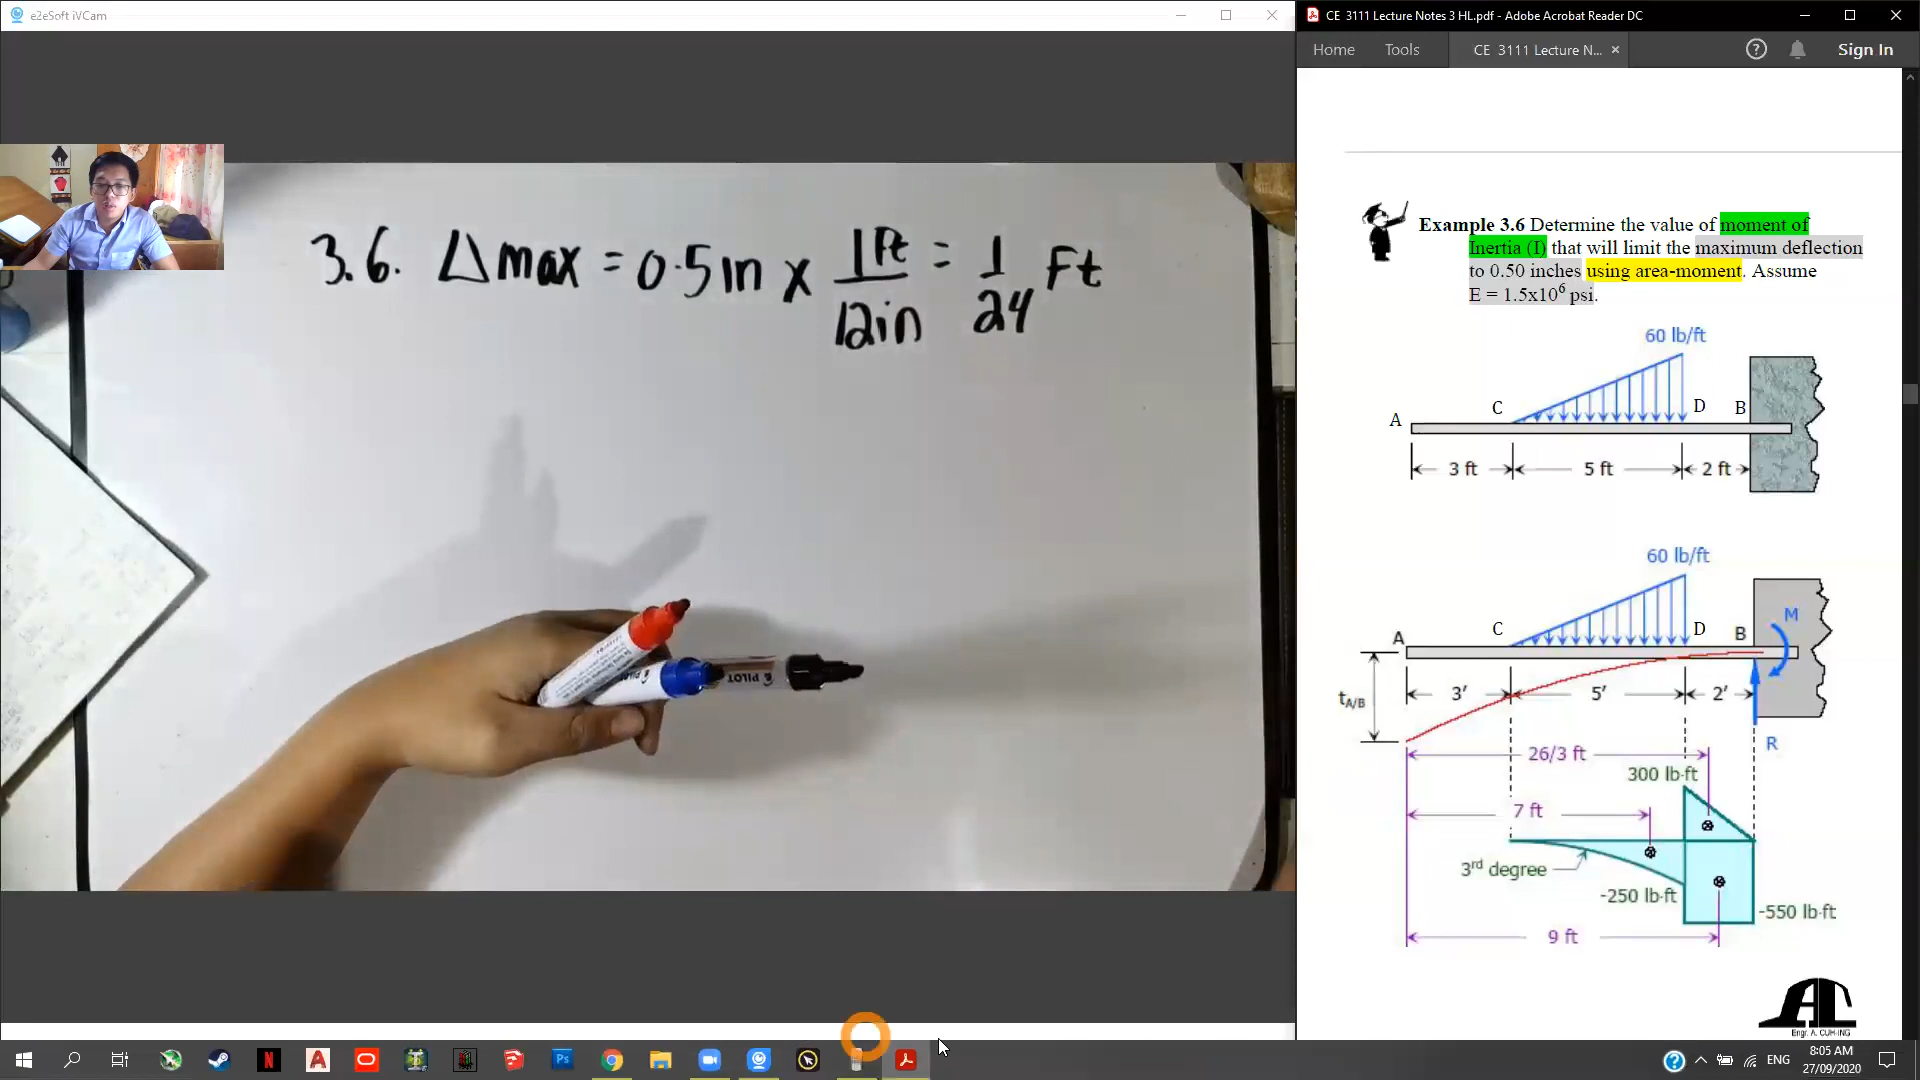 e2eSoft iVCam
3.6. Δmax = 0.5in x 1ft/12in = 1/24 Ft
PILOT
CE 3111 Lecture Notes 3 HL.pdf - Adobe Acrobat Reader DC
Home Tools CE 3111 Lecture N... × Sign In
Example 3.6 Determine the value of moment of
Inertia (I) that will limit the maximum deflection
to 0.50 inches using area-moment. Assume
E = 1.5x10⁶ psi.
60 lb/ft
A C D B
3 ft 5 ft 2 ft
60 lb/ft
A C D B M
tA/B 3' 5' 2'
R
26/3 ft
300 lb·ft
7 ft
3rd degree
-250 lb·ft
-550 lb·ft
9 ft
Engr. A. CUH-ING
Ps
ENG
8:05 AM
27/09/2020